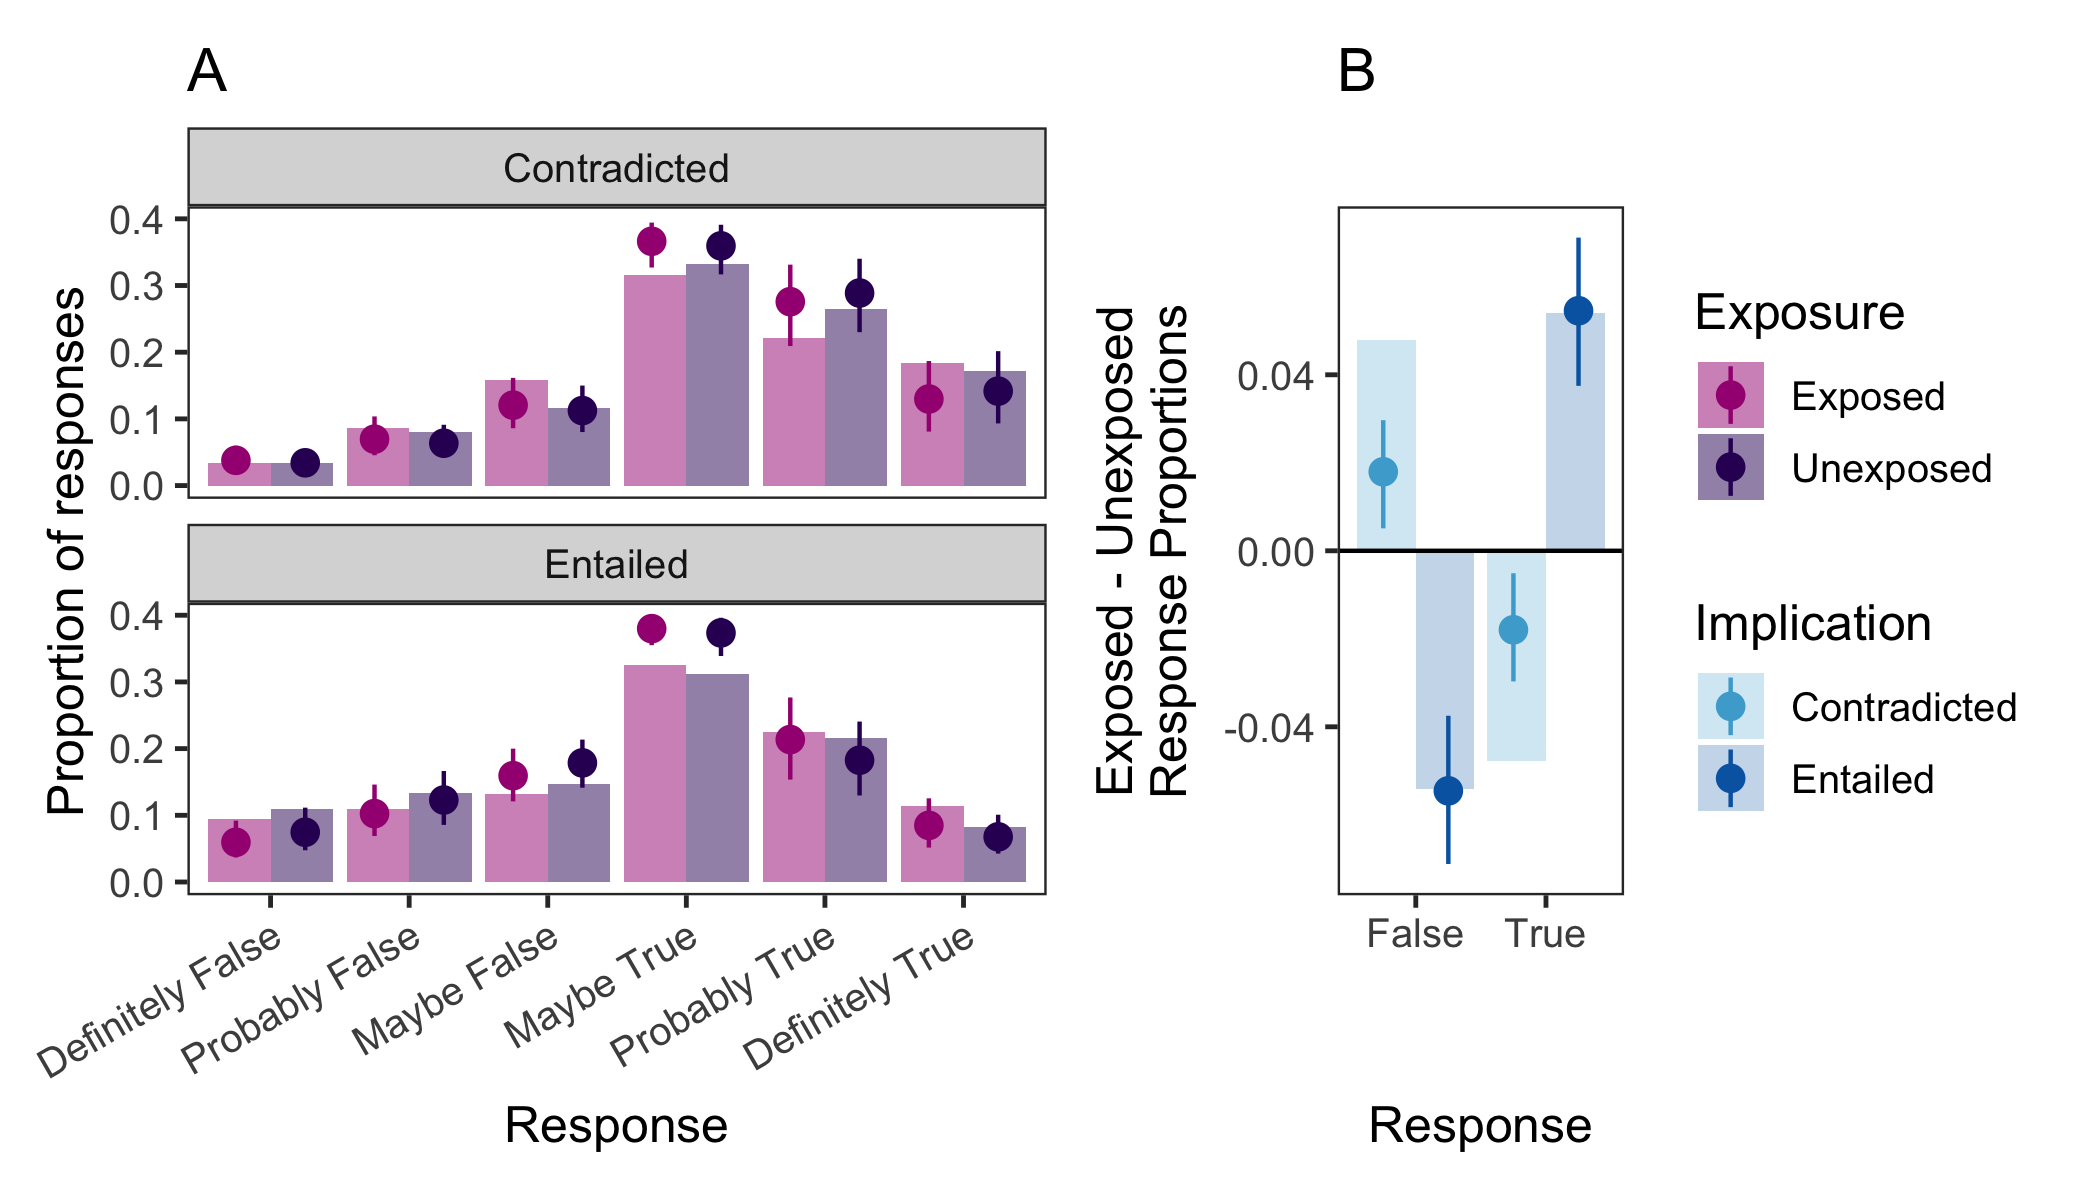 A
Contradicted
0.4
0.3
0.2
0.1
0.0
Entailed
0.4
0.3
0.2
0.1
0.0
Proportion of responses
Definitely False
Probably False
Maybe False
Maybe True
Probably True
Definitely True
Response
B
Exposed - Unexposed
Response Proportions
0.04
0.00
-0.04
False
True
Response
Exposure
Exposed
Unexposed
Implication
Contradicted
Entailed